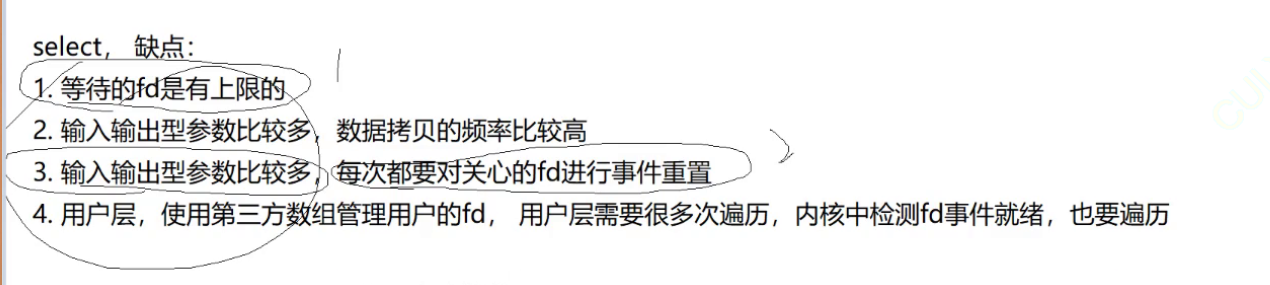 select， 缺点：
1. 等待的fd是有上限的
2. 输入输出型参数比较多，数据拷贝的频率比较高
3. 输入输出型参数比较多，每次都要对关心的fd进行事件重置
4. 用户层，使用第三方数组管理用户的fd， 用户层需要很多次遍历，内核中检测fd事件就绪，也要遍历